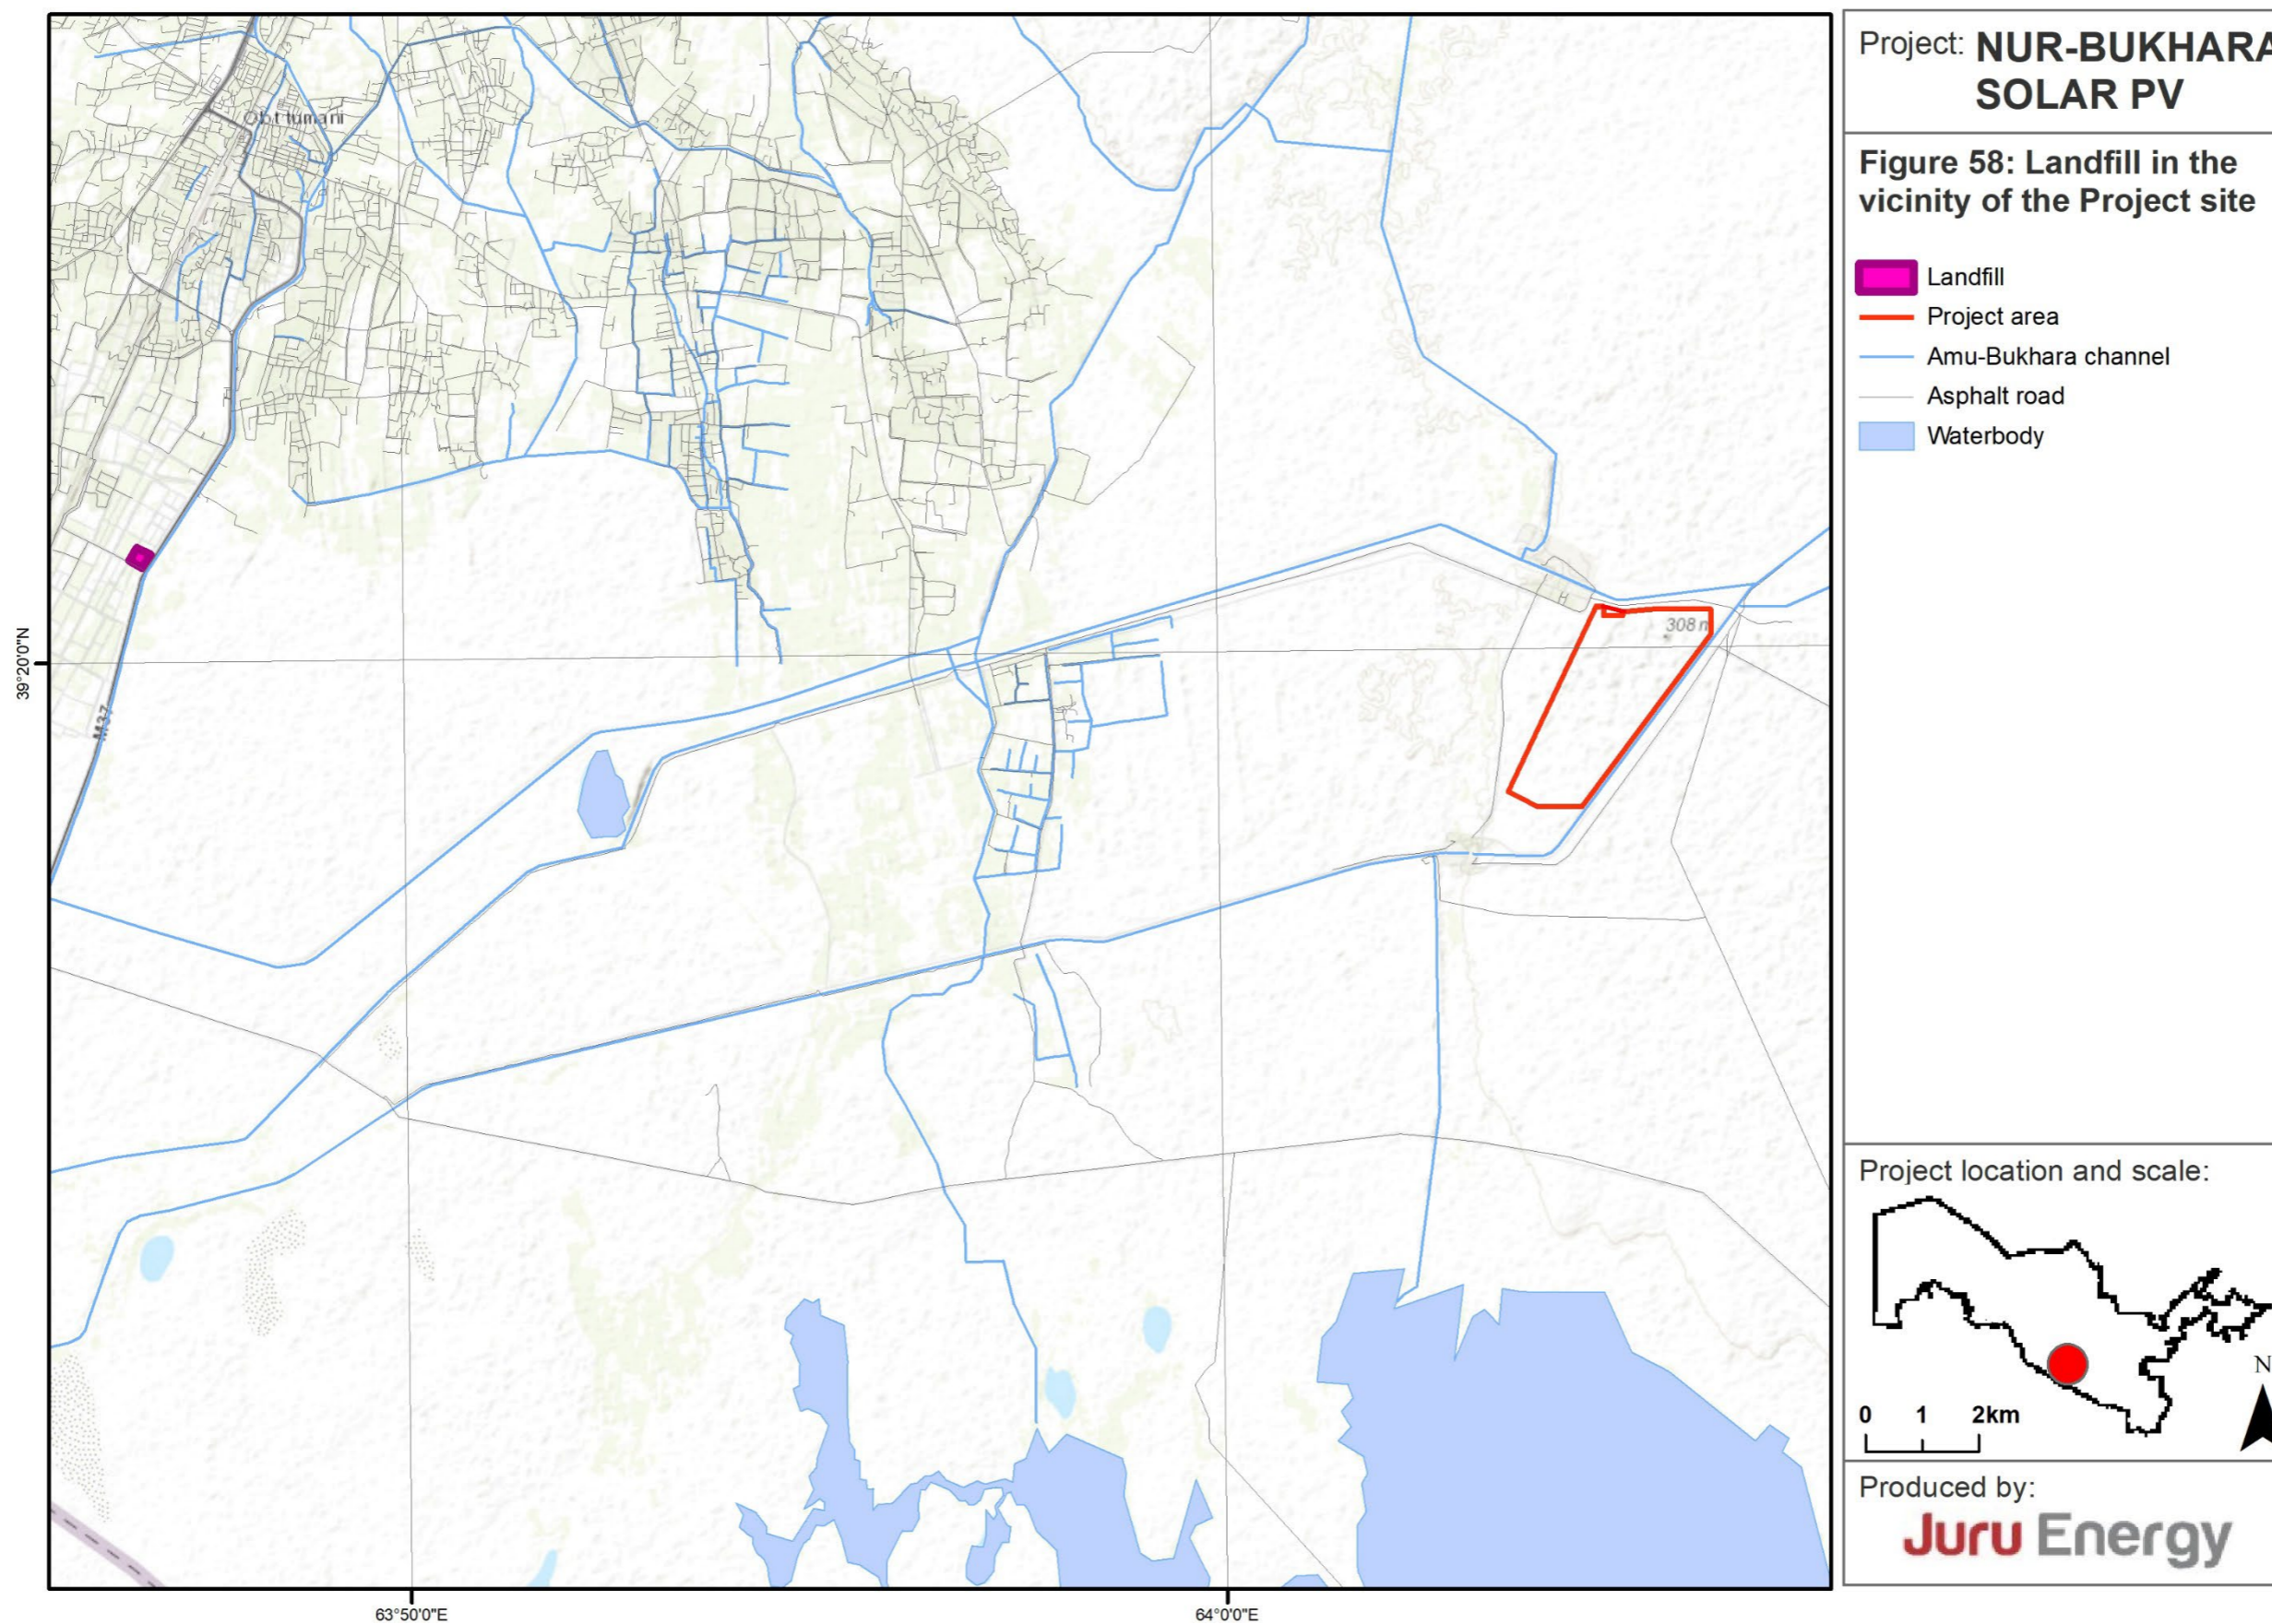 Project: NUR-BUKHARA
SOLAR PV
Figure 58: Landfill in the
vicinity of the Project site
Landfill
Project area
Amu-Bukhara channel
Asphalt road
Waterbody
tumani
308 m
39°20'0"N
M37
63°50'0"E
64°0'0"E
Project location and scale:
N
0 1 2km
Produced by:
Juru Energy